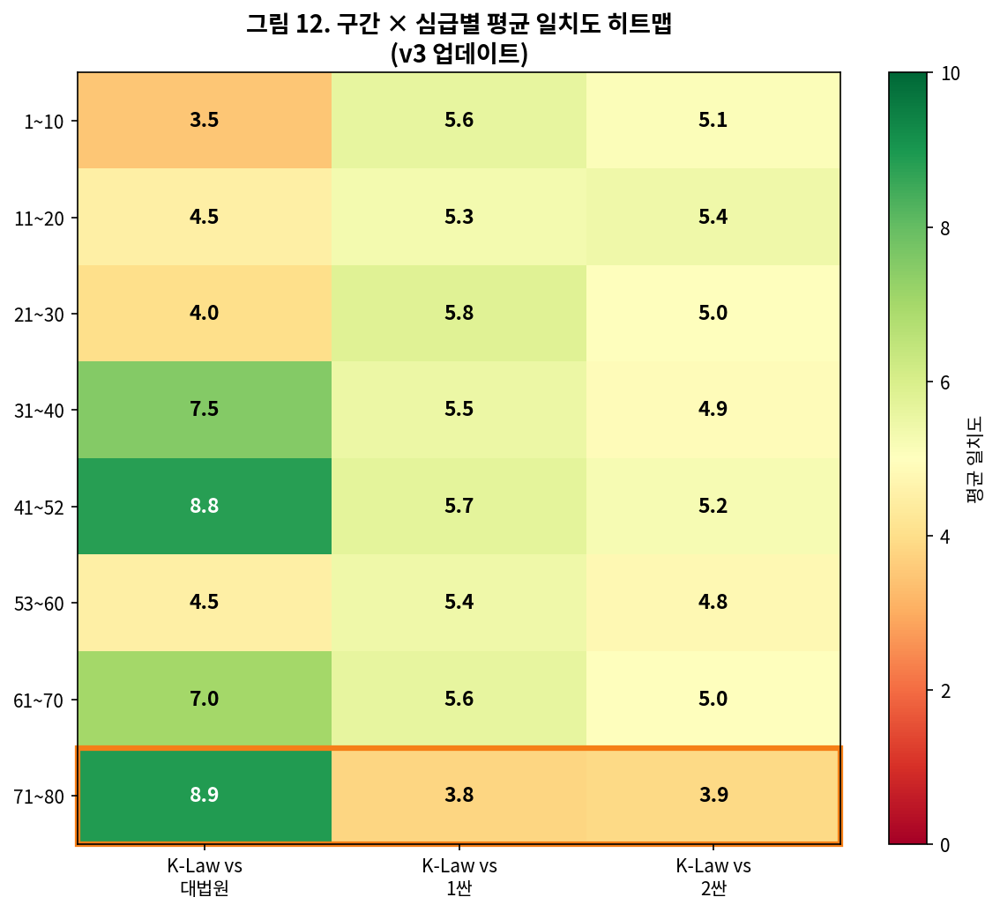 그림 12. 구간 × 심급별 평균 일치도 히트맵
(v3 업데이트)
1~10 3.5 5.6 5.1
11~20 4.5 5.3 5.4
21~30 4.0 5.8 5.0
31~40 7.5 5.5 4.9
41~52 8.8 5.7 5.2
53~60 4.5 5.4 4.8
61~70 7.0 5.6 5.0
71~80 8.9 3.8 3.9
K-Law vs K-Law vs K-Law vs
대법원 1싼 2싼
10
8
6
4
2
0
평균 일치도